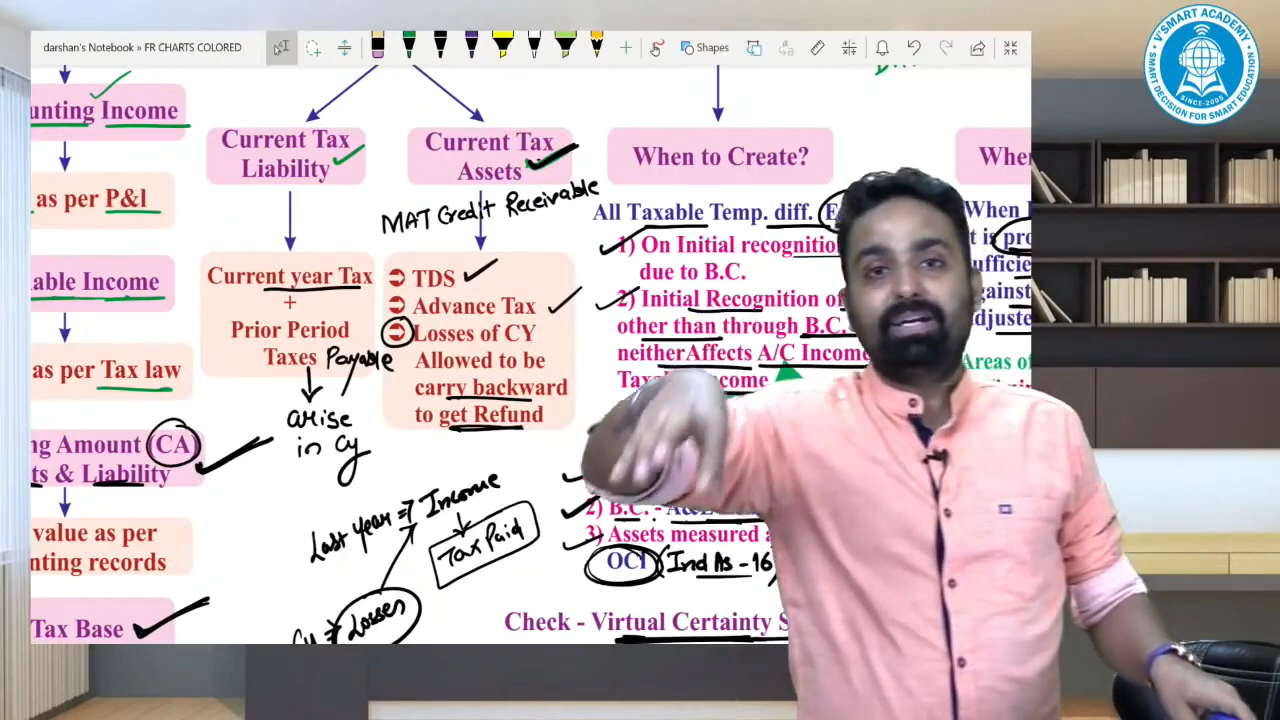 darshan's Notebook » FR CHARTS COLORED
Shapes
V'SMART ACADEMY
SMART DECISION FOR SMART EDUCATION
SINCE-2005
unting Income
as per P&I
able Income
as per Tax law
ng Amount (CA)
ts & Liability
value as per
nting records
Tax Base
Current Tax
Liability
Current year Tax
+
Prior Period
Taxes Payable
arise
in Cy
Current Tax
Assets
MAT Credit Receivable
TDS
Advance Tax
Losses of CY
Allowed to be
carry backward
to get Refund
Last Year ⇒ Income
Tax Paid
Cy ⇒ Losses
When to Create?
All Taxable Temp. diff.
1) On Initial recognition
due to B.C.
2) Initial Recognition of
other than through B.C.
neither Affects A/C Income
Income
2) B.C. -
3) Assets measured
OCI (Ind As - 16
Check - Virtual Certainty
When
t is
adjuste
Areas of